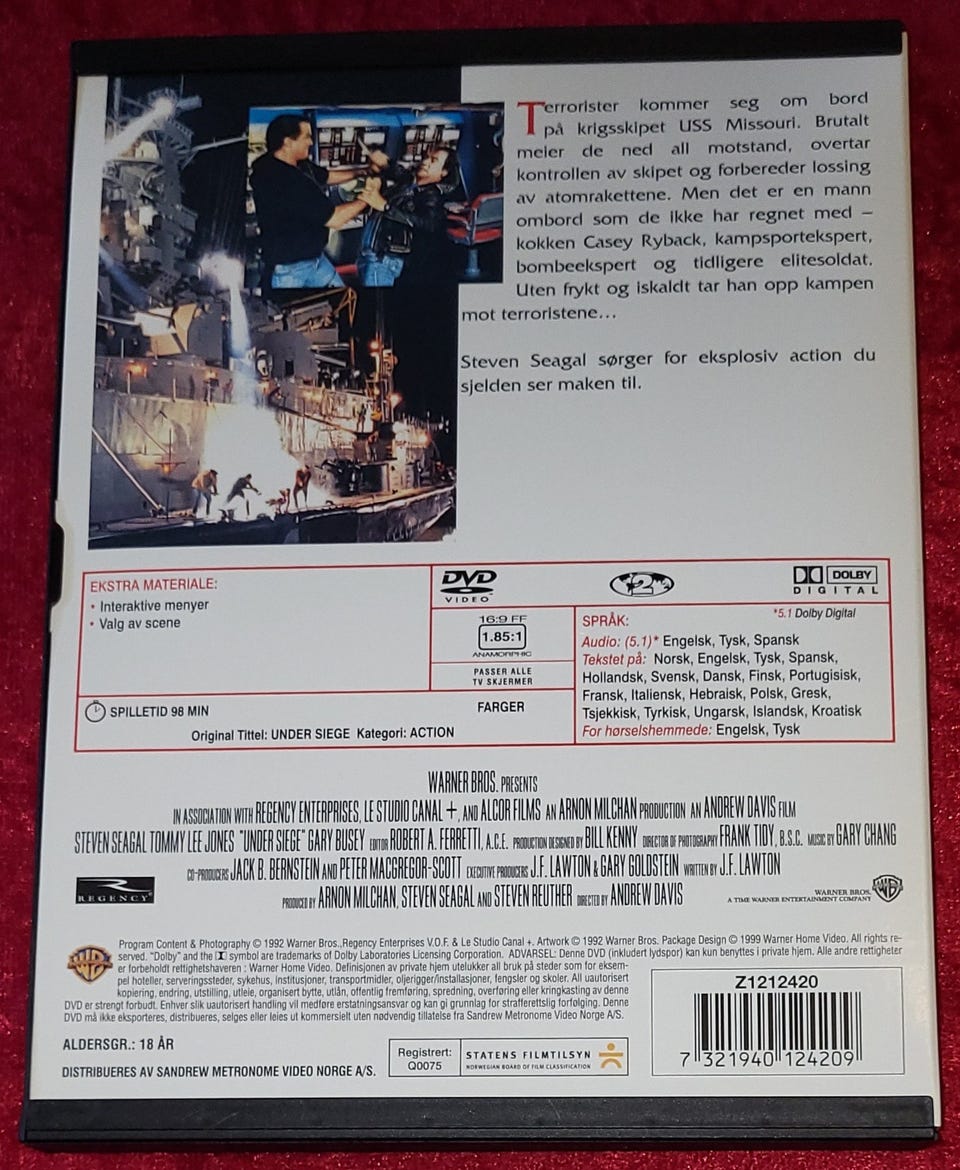 Terrorister kommer seg om bord
på krigsskipet USS Missouri. Brutalt
meier de ned all motstand, overtar
kontrollen av skipet og forbereder lossing
av atomrakettene. Men det er en mann
ombord som de ikke har regnet med –
kokken Casey Ryback, kampsportekspert,
bombeekspert og tidligere elitesoldat.
Uten frykt og iskaldt tar han opp kampen
mot terroristene...
Steven Seagal sørger for eksplosiv action du
sjelden ser maken til.
EKSTRA MATERIALE:
• Interaktive menyer
• Valg av scene
SPILLETID 98 MIN
FARGER
Original Tittel: UNDER SIEGE Kategori: ACTION
DVD
VIDEO
16:9 FF
1.85:1
ANAMORPHIC
PASSER ALLE
TV SKJERMER
2
DOLBY
DIGITAL
*5.1 Dolby Digital
SPRÅK:
Audio: (5.1)* Engelsk, Tysk, Spansk
Tekstet på: Norsk, Engelsk, Tysk, Spansk,
Hollandsk, Svensk, Dansk, Finsk, Portugisisk,
Fransk, Italiensk, Hebraisk, Polsk, Gresk,
Tsjekkisk, Tyrkisk, Ungarsk, Islandsk, Kroatisk
For hørselshemmede: Engelsk, Tysk
WARNER BROS. PRESENTS
IN ASSOCIATION WITH REGENCY ENTERPRISES, LE STUDIO CANAL +, AND ALCOR FILMS AN ARNON MILCHAN PRODUCTION AN ANDREW DAVIS FILM
STEVEN SEAGAL TOMMY LEE JONES "UNDER SIEGE" GARY BUSEY EDITOR ROBERT A. FERRETTI, A.C.E. PRODUCTION DESIGNED BY BILL KENNY DIRECTOR OF PHOTOGRAPHY FRANK TIDY, B.S.C. MUSIC BY GARY CHANG
CO-PRODUCERS JACK B. BERNSTEIN AND PETER MACGREGOR-SCOTT EXECUTIVE PRODUCERS J.F. LAWTON & GARY GOLDSTEIN WRITTEN BY J.F. LAWTON
PRODUCED BY ARNON MILCHAN, STEVEN SEAGAL AND STEVEN REUTHER DIRECTED BY ANDREW DAVIS
REGENCY
WARNER BROS.
A TIME WARNER ENTERTAINMENT COMPANY
Program Content & Photography © 1992 Warner Bros.,Regency Enterprises V.O.F. & Le Studio Canal +. Artwork © 1992 Warner Bros. Package Design © 1999 Warner Home Video. All rights re-
served. "Dolby" and the symbol are trademarks of Dolby Laboratories Licensing Corporation. ADVARSEL: Denne DVD (inkludert lydspor) kan kun benyttes i private hjem. Alle andre rettigheter
er forbeholdt rettighetshaveren : Warner Home Video. Definisjonen av private hjem utelukker all bruk på steder som for eksem-
pel hoteller, serveringssteder, sykehus, institusjoner, transportmidler, oljerigger/installasjoner, fengsler og skoler. All uautorisert
kopiering, endring, utstilling, utleie, organisert bytte, utlån, offentlig fremføring, spredning, overføring eller kringkasting av denne
DVD er strengt forbudt. Enhver slik uautorisert handling vil medføre erstatningsansvar og kan gi grunnlag for strafferettslig forfølging. Denne
DVD må ikke eksporteres, distribueres, selges eller leies ut kommersielt uten nødvendig tillatelse fra Sandrew Metronome Video Norge A/S.
ALDERSGR.: 18 ÅR
DISTRIBUERES AV SANDREW METRONOME VIDEO NORGE A/S.
Registrert:
Q0075
STATENS FILMTILSYN
NORWEGIAN BOARD OF FILM CLASSIFICATION
Z1212420
7 321940 124209